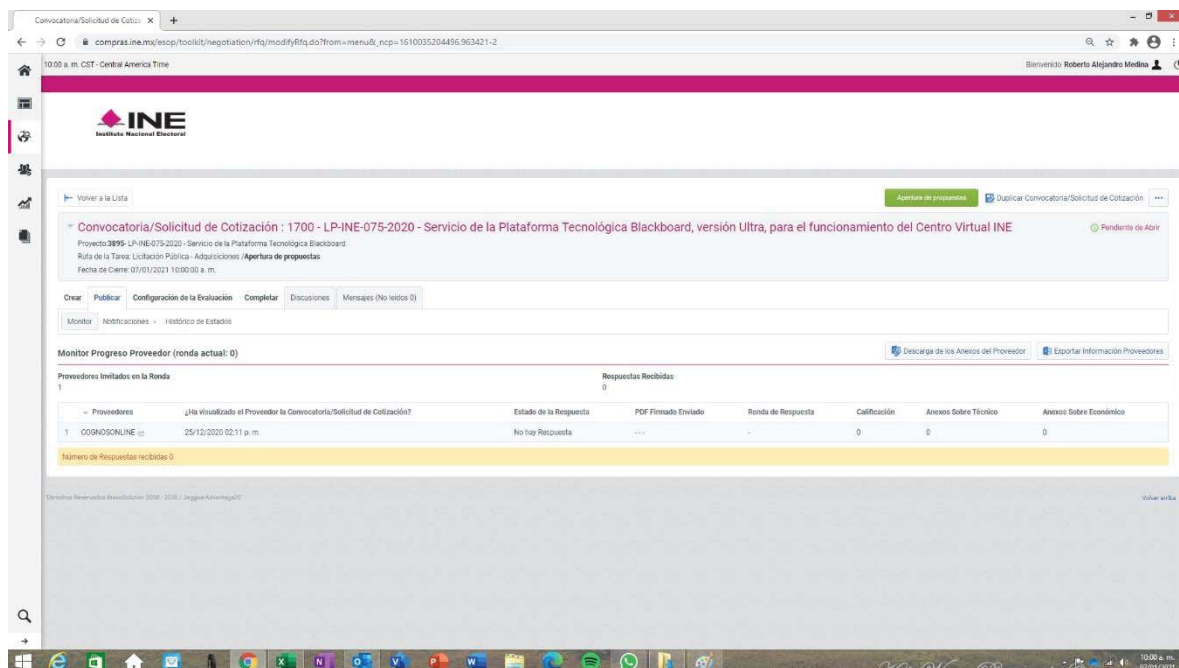 Convocatoria/Solicitud de Cotiz
compras.ine.mx/esop/toolkit/negotiation/rfq/modifyRfq.do?from=menu&_ncp=1610035204496.963421-2
10:00 a. m. CST - Central America Time
Bienvenido Roberto Alejandro Medina
INE
Instituto Nacional Electoral
Volver a la Lista
Apertura de propuestas
Duplicar Convocatoria/Solicitud de Cotización
Convocatoria/Solicitud de Cotización : 1700 - LP-INE-075-2020 - Servicio de la Plataforma Tecnológica Blackboard, versión Ultra, para el funcionamiento del Centro Virtual INE
Pendiente de Abrir
Proyecto:3895- LP-INE-075-2020 - Servicio de la Plataforma Tecnológica Blackboard
Ruta de la Tarea: Licitación Pública - Adquisiciones /Apertura de propuestas
Fecha de Cierre: 07/01/2021 10:00:00 a. m.
Crear Publicar Configuración de la Evaluación Completar Discusiones Mensajes (No leídos 0)
Monitor Notificaciones Histórico de Estados
Monitor Progreso Proveedor (ronda actual: 0)
Descarga de los Anexos del Proveedor
Exportar Información Proveedores
Proveedores Invitados en la Ronda Respuestas Recibidas
1 0
Proveedores ¿Ha visualizado el Proveedor la Convocatoria/Solicitud de Cotización? Estado de la Respuesta PDF Firmado Enviado Ronda de Respuesta Calificación Anexos Sobre Técnico Anexos Sobre Económico
1 COGNOSONLINE 25/12/2020 02:11 p. m. No hay Respuesta --- - 0 0 0
Número de Respuestas recibidas 0
Volver arriba
10:00 a. m.
07/01/2021